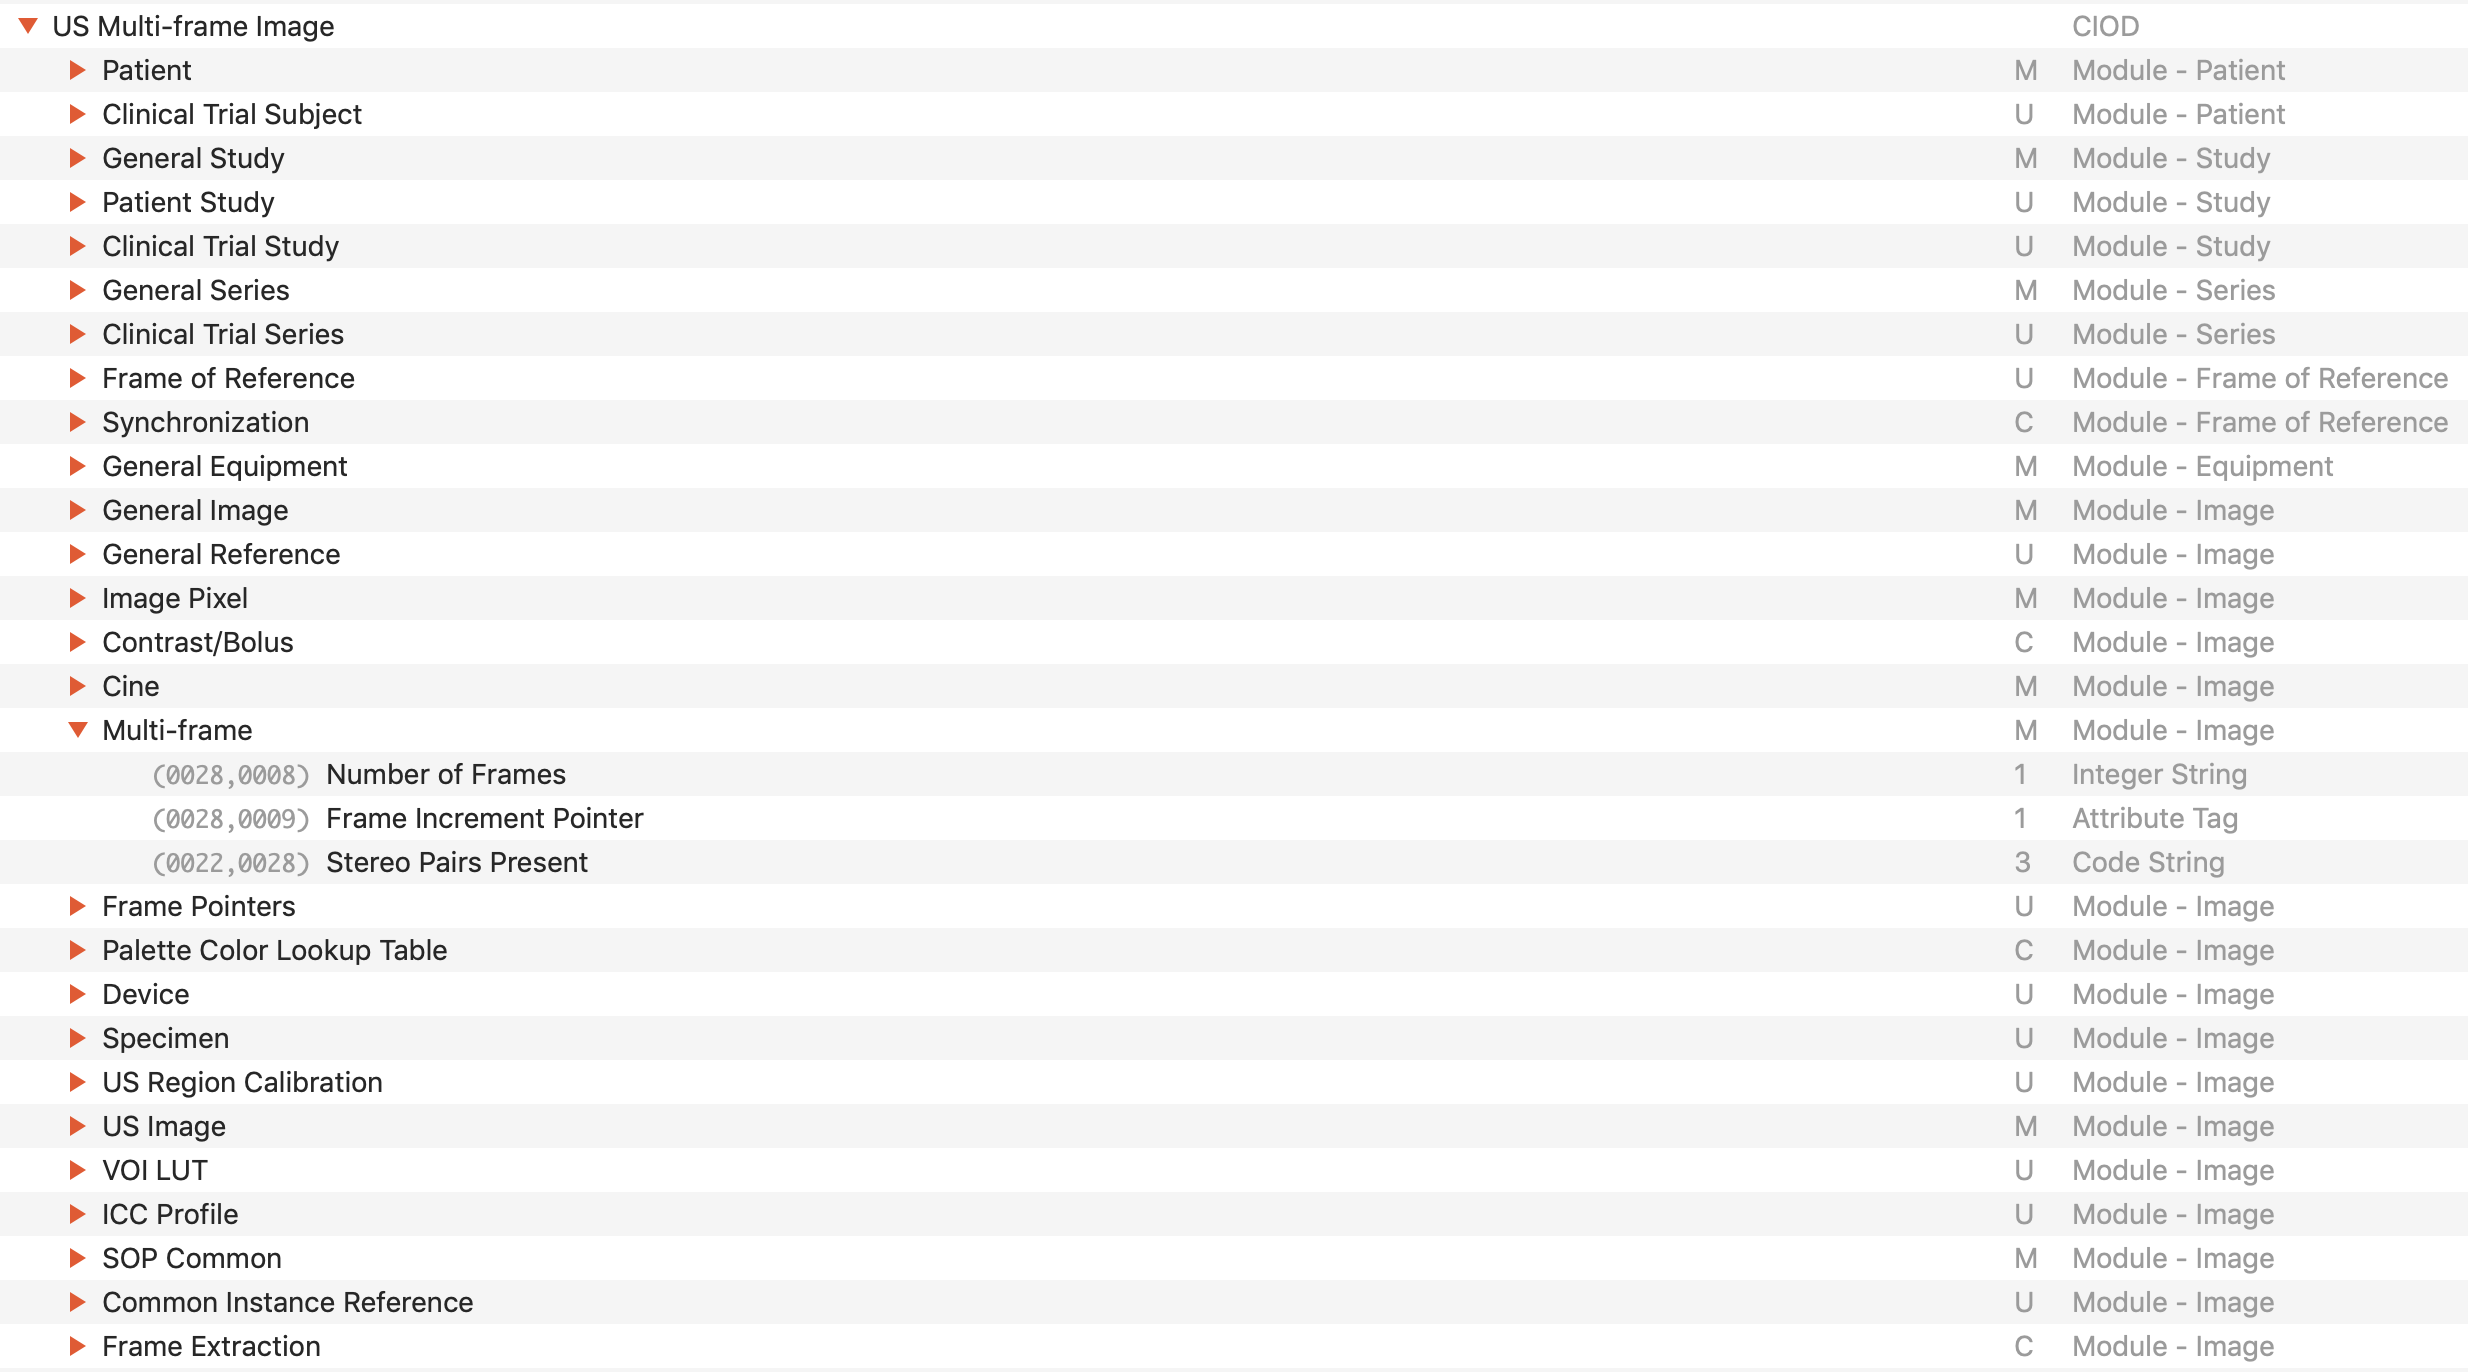 US Multi-frame Image CIOD
Patient M Module - Patient
Clinical Trial Subject U Module - Patient
General Study M Module - Study
Patient Study U Module - Study
Clinical Trial Study U Module - Study
General Series M Module - Series
Clinical Trial Series U Module - Series
Frame of Reference U Module - Frame of Reference
Synchronization C Module - Frame of Reference
General Equipment M Module - Equipment
General Image M Module - Image
General Reference U Module - Image
Image Pixel M Module - Image
Contrast/Bolus C Module - Image
Cine M Module - Image
Multi-frame M Module - Image
(0028,0008) Number of Frames 1 Integer String
(0028,0009) Frame Increment Pointer 1 Attribute Tag
(0022,0028) Stereo Pairs Present 3 Code String
Frame Pointers U Module - Image
Palette Color Lookup Table C Module - Image
Device U Module - Image
Specimen U Module - Image
US Region Calibration U Module - Image
US Image M Module - Image
VOI LUT U Module - Image
ICC Profile U Module - Image
SOP Common M Module - Image
Common Instance Reference U Module - Image
Frame Extraction C Module - Image